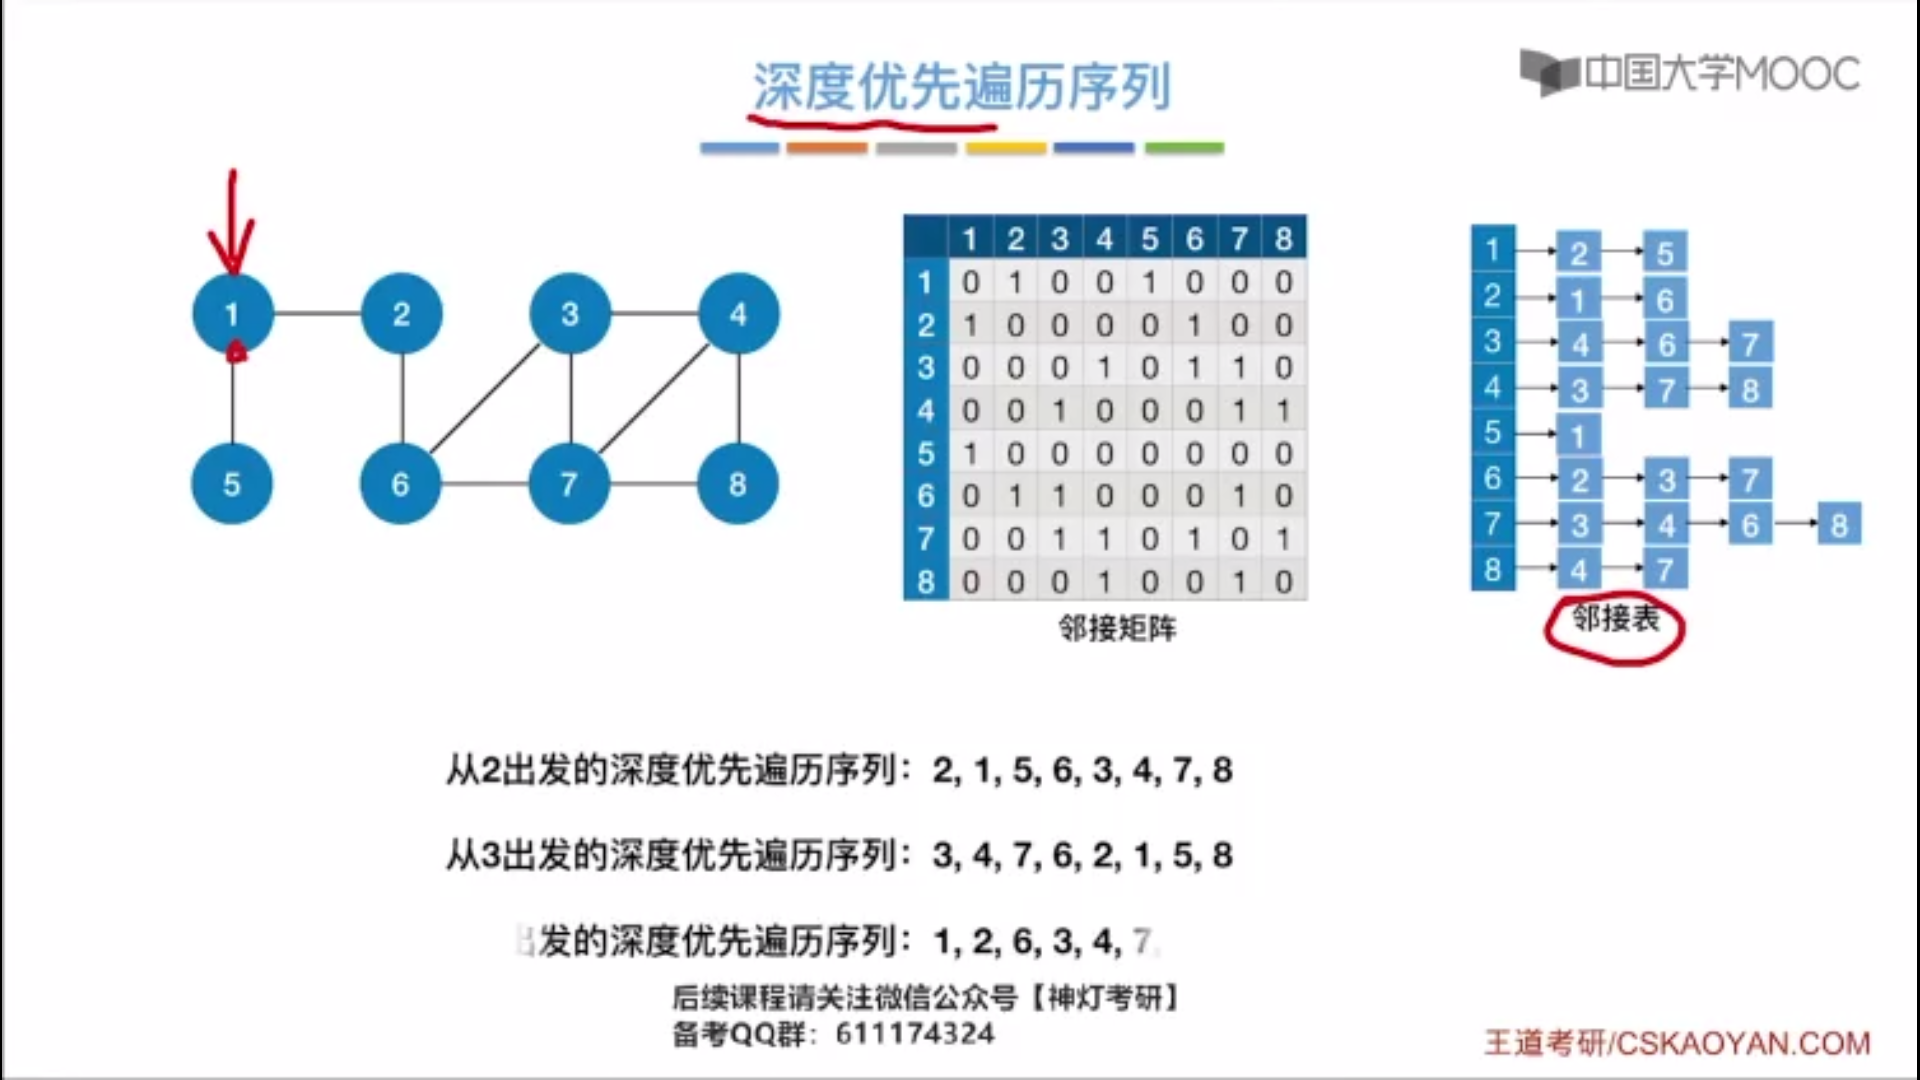 深度优先遍历序列
中国大学MOOC
1 2 3 4
5 6 7 8
1 2 3 4 5 6 7 8
1 0 1 0 0 1 0 0 0
2 1 0 0 0 0 1 0 0
3 0 0 0 1 0 1 1 0
4 0 0 1 0 0 0 1 1
5 1 0 0 0 0 0 0 0
6 0 1 1 0 0 0 1 0
7 0 0 1 1 0 1 0 1
8 0 0 0 1 0 0 1 0
邻接矩阵
1 2 5
2 1 6
3 4 6 7
4 3 7 8
5 1
6 2 3 7
7 3 4 6 8
8 4 7
邻接表
从2出发的深度优先遍历序列：2, 1, 5, 6, 3, 4, 7, 8
从3出发的深度优先遍历序列：3, 4, 7, 6, 2, 1, 5, 8
出发的深度优先遍历序列：1, 2, 6, 3, 4, 7,
后续课程请关注微信公众号【神灯考研】
备考QQ群：611174324
王道考研/CSKAOYAN.COM